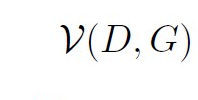 𝒱(D, G)